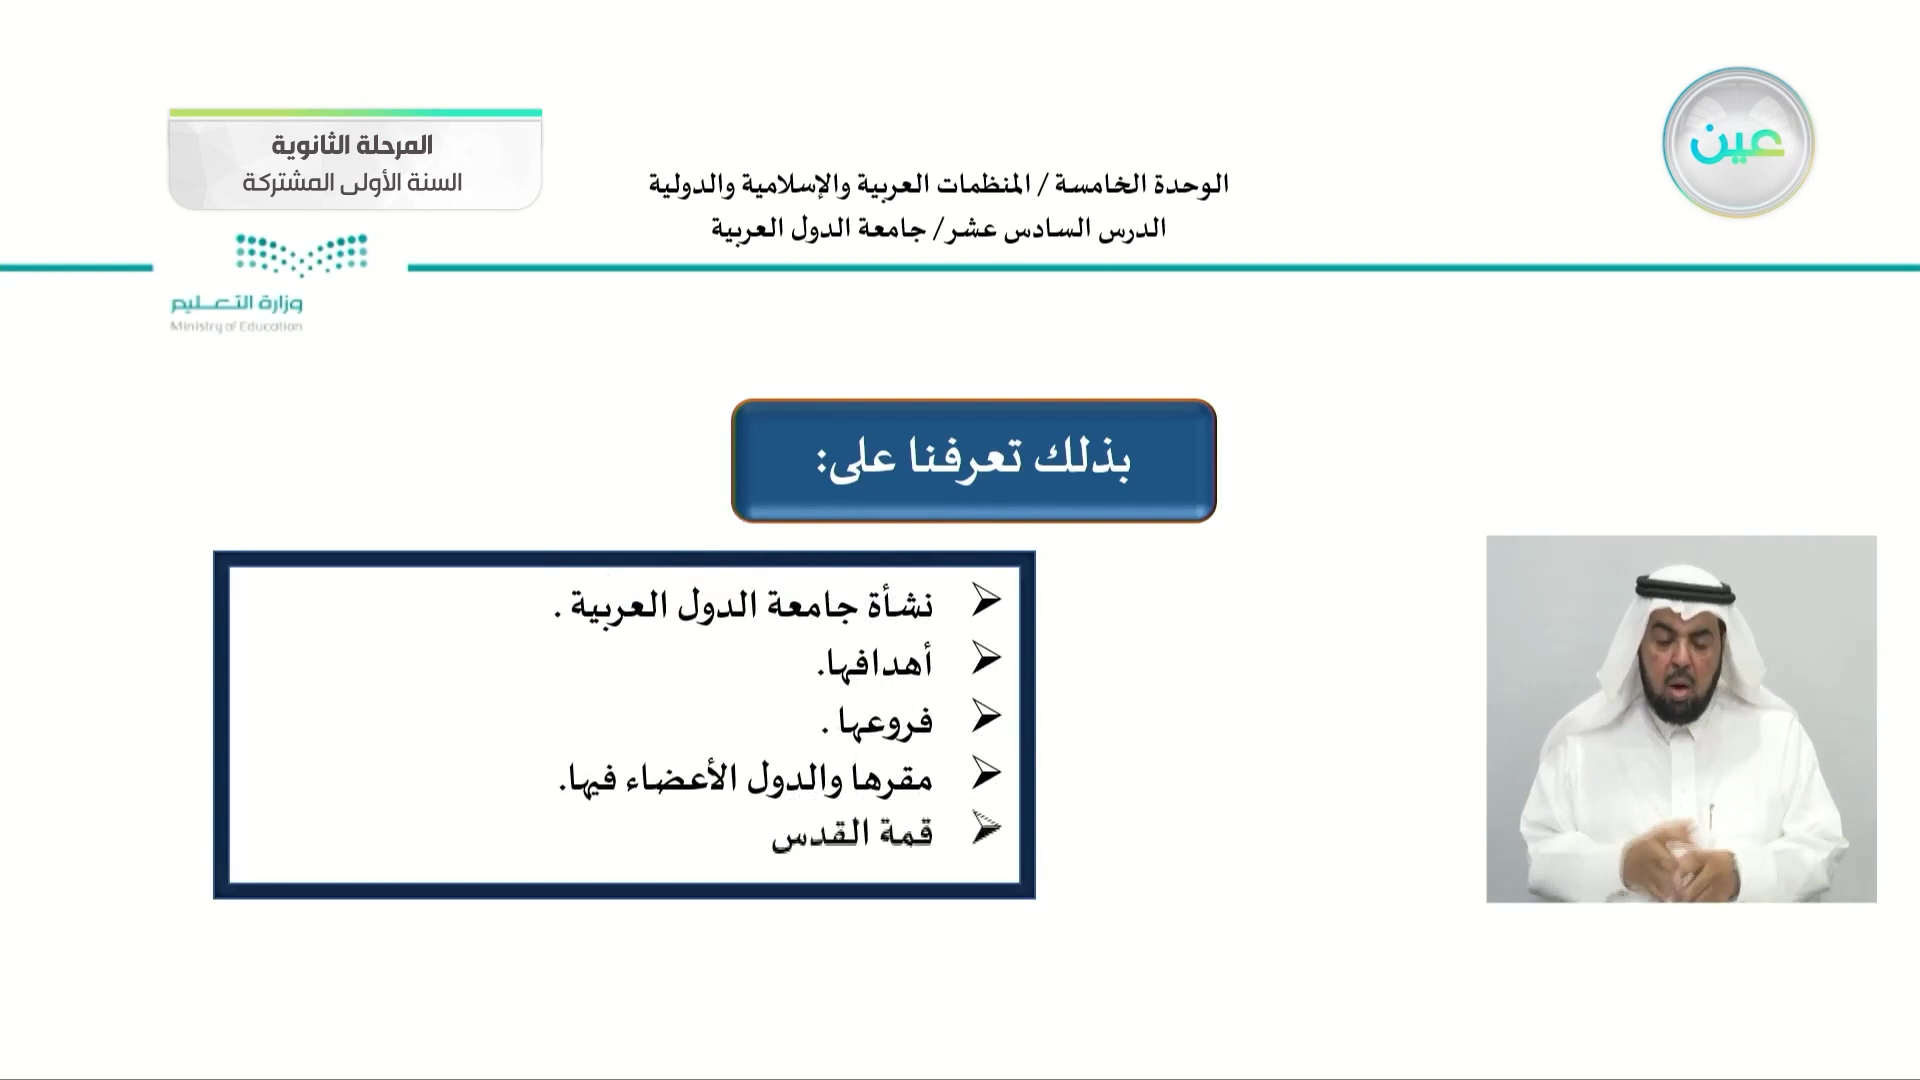 عين
المرحلة الثانوية
السنة الأولى المشتركة
الوحدة الخامسة / المنظمات العربية والإسلامية والدولية
الدرس السادس عشر/ جامعة الدول العربية
وزارة التعليم
Ministry of Education
بذلك تعرفنا على:
نشأة جامعة الدول العربية .
أهدافها.
فروعها .
مقرها والدول الأعضاء فيها.
قمة القدس